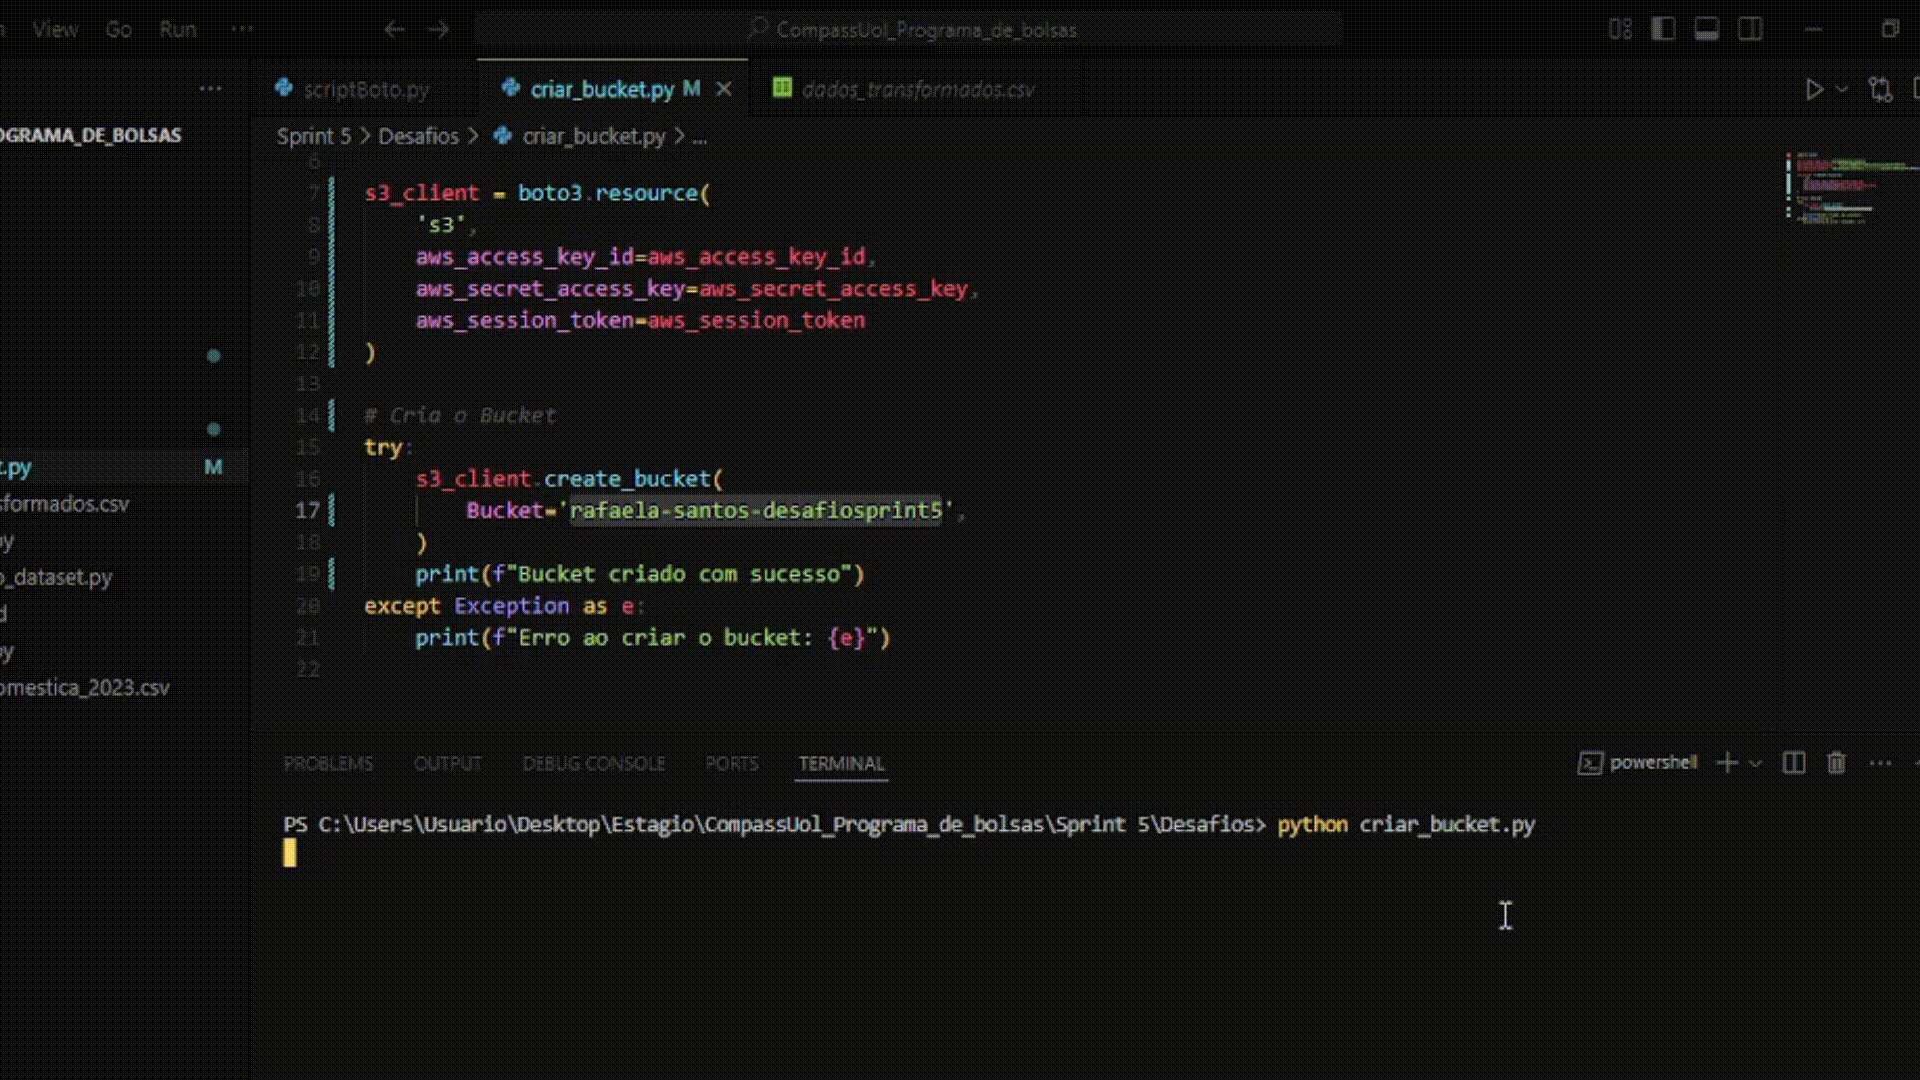 View Go Run ...
CompassUol_Programa_de_bolsas
scriptBoto.py
criar_bucket.py M
dados_transformados.csv
OGRAMA_DE_BOLSAS
Sprint 5 > Desafios > criar_bucket.py > ...
6
7 s3_client = boto3.resource(
8 's3',
9 aws_access_key_id=aws_access_key_id,
10 aws_secret_access_key=aws_secret_access_key,
11 aws_session_token=aws_session_token
12 )
13
14 # Cria o Bucket
15 try:
16 s3_client.create_bucket(
17 Bucket='rafaela-santos-desafiosprint5',
18 )
19 print(f"Bucket criado com sucesso")
20 except Exception as e:
21 print(f"Erro ao criar o bucket: {e}")
22
t.py M
sformados.csv
py
o_dataset.py
d
py
omestica_2023.csv
PROBLEMS OUTPUT DEBUG CONSOLE PORTS TERMINAL
powershell
PS C:\Users\Usuario\Desktop\Estagio\CompassUol_Programa_de_bolsas\Sprint 5\Desafios> python criar_bucket.py